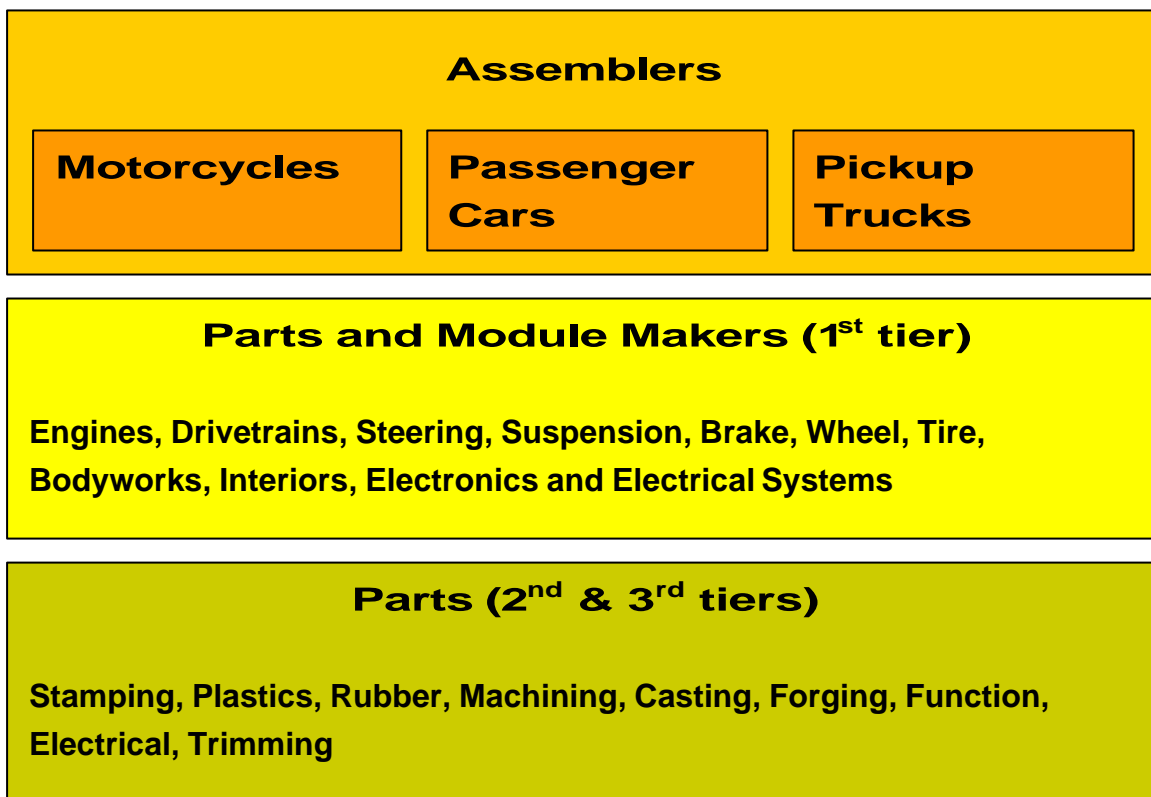 Assemblers
Motorcycles
Passenger
Cars
Pickup
Trucks
Parts and Module Makers (1st tier)
Engines, Drivetrains, Steering, Suspension, Brake, Wheel, Tire,
Bodyworks, Interiors, Electronics and Electrical Systems
Parts (2nd & 3rd tiers)
Stamping, Plastics, Rubber, Machining, Casting, Forging, Function,
Electrical, Trimming